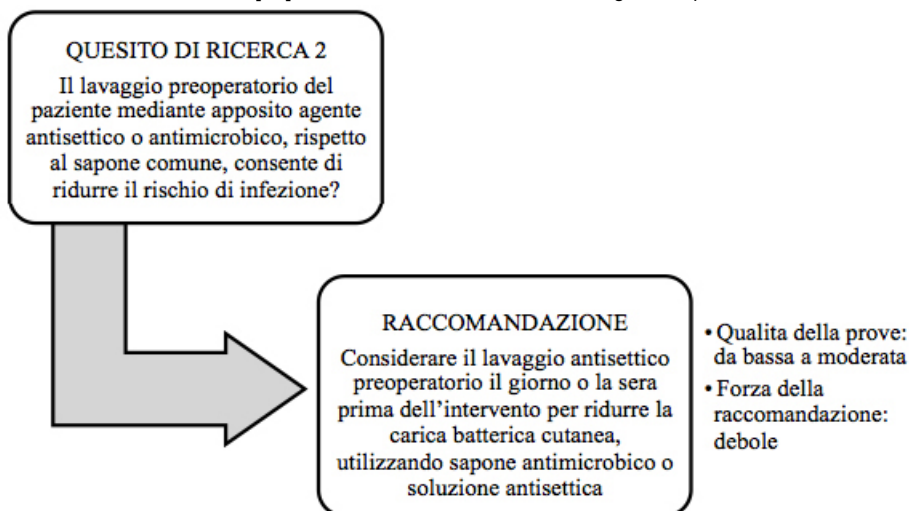 QUESITO DI RICERCA 2
Il lavaggio preoperatorio del
paziente mediante apposito agente
antisettico o antimicrobico, rispetto
al sapone comune, consente di
ridurre il rischio di infezione?
RACCOMANDAZIONE
Considerare il lavaggio antisettico
preoperatorio il giorno o la sera
prima dell'intervento per ridurre la
carica batterica cutanea,
utilizzando sapone antimicrobico o
soluzione antisettica
• Qualita della prove:
da bassa a moderata
• Forza della
raccomandazione:
debole